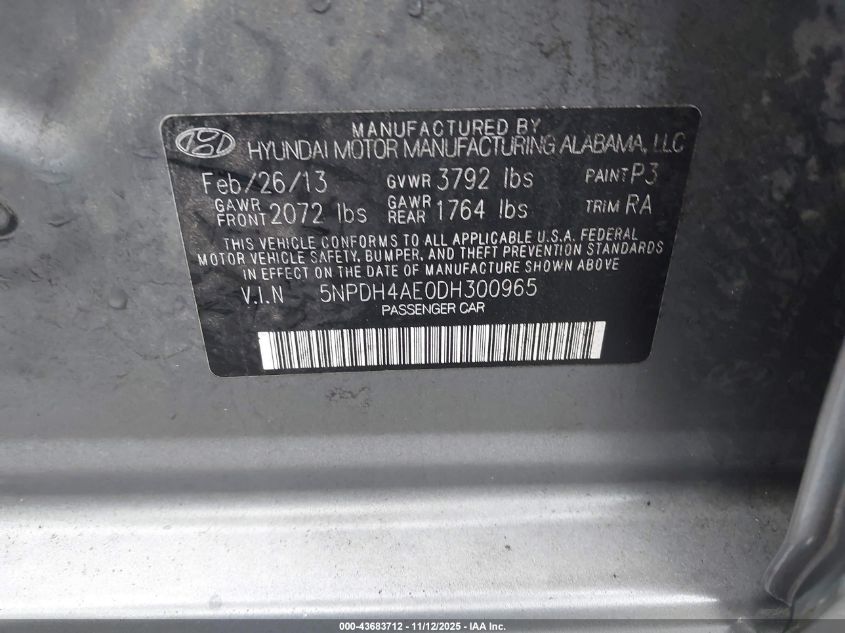 MANUFACTURED BY
HYUNDAI MOTOR MANUFACTURING ALABAMA, LLC
Feb/26/13 GVWR 3792 lbs PAINT P3
GAWR FRONT 2072 lbs GAWR REAR 1764 lbs TRIM RA
THIS VEHICLE CONFORMS TO ALL APPLICABLE U.S.A. FEDERAL
MOTOR VEHICLE SAFETY, BUMPER, AND THEFT PREVENTION STANDARDS
IN EFFECT ON THE DATE OF MANUFACTURE SHOWN ABOVE
V.I.N 5NPDH4AE0DH300965
PASSENGER CAR
000-43683712 - 11/12/2025 - IAA Inc.